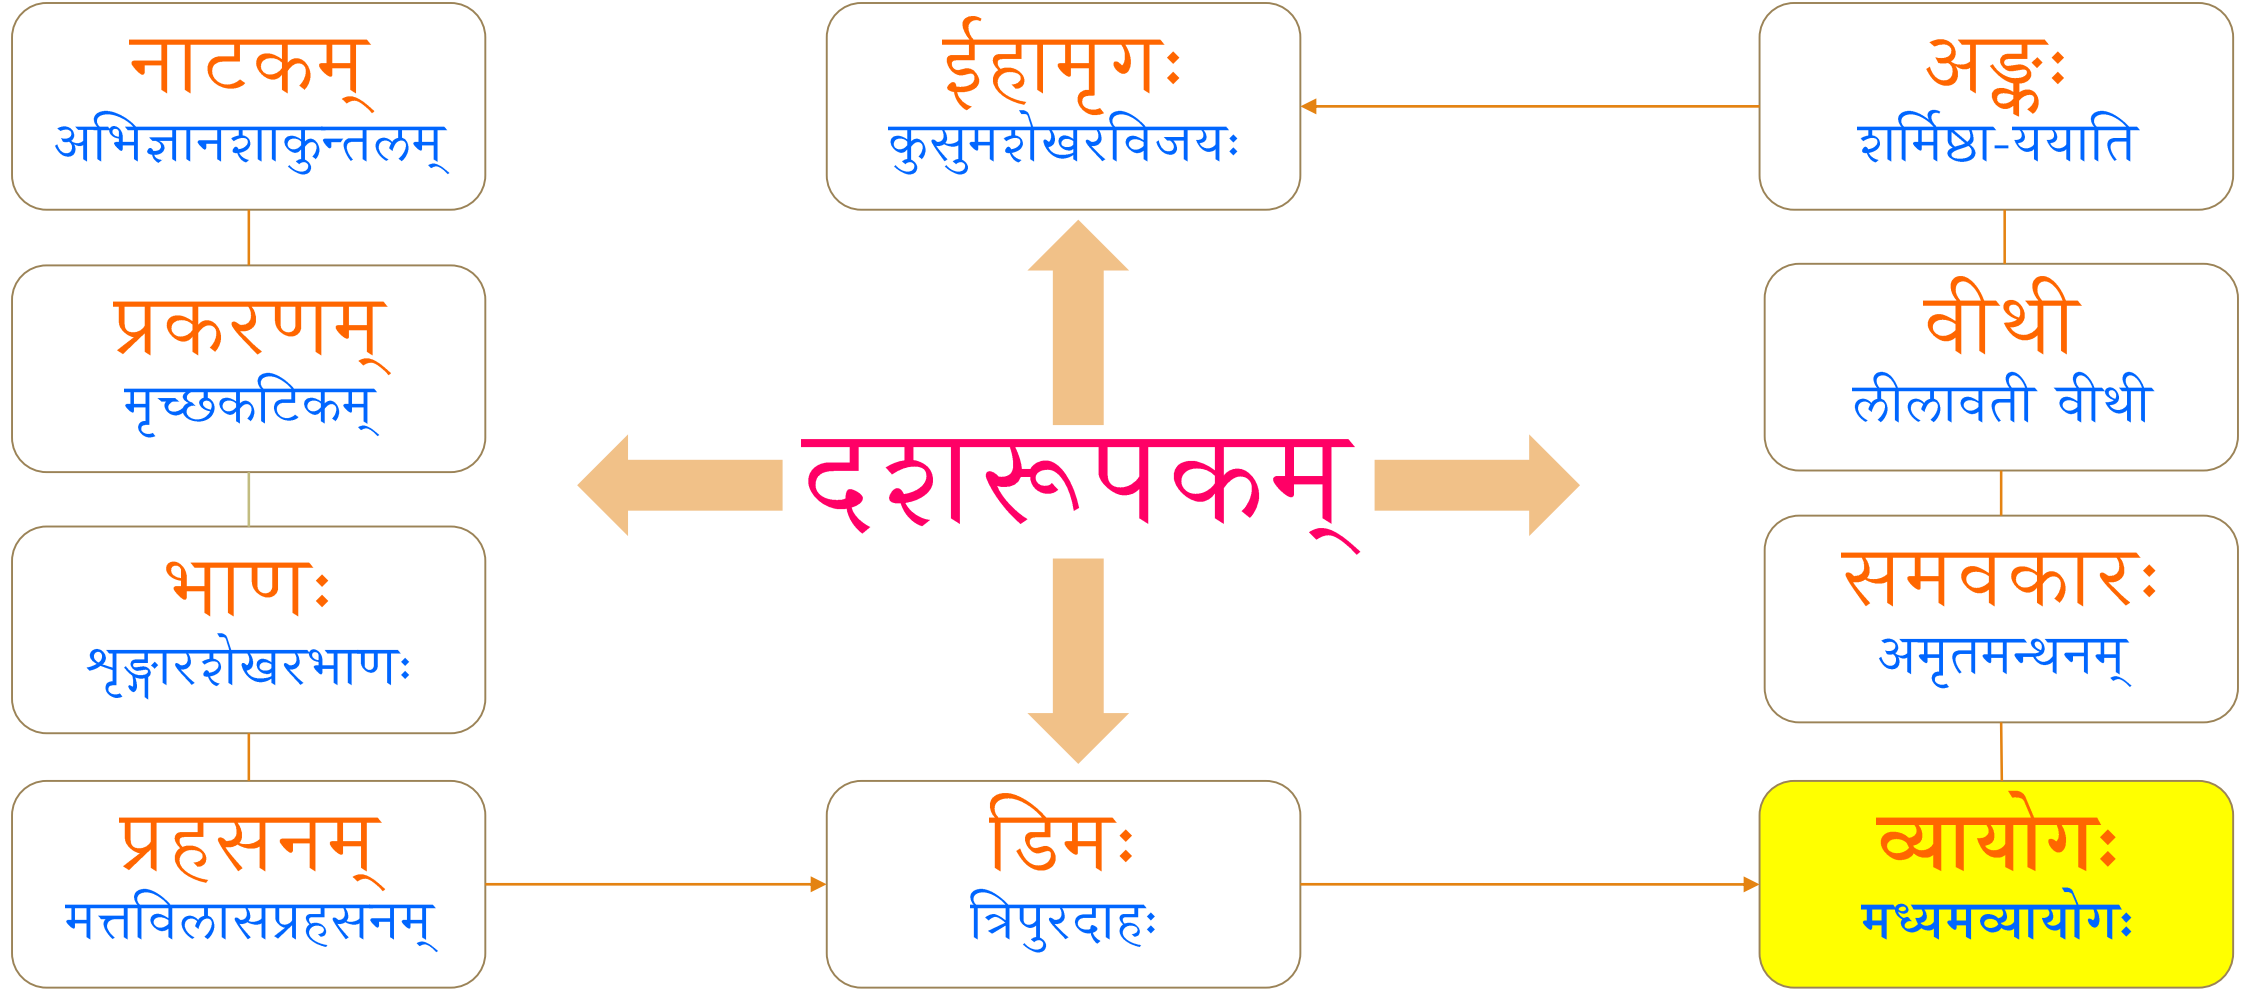 नाटकम्
अभिज्ञानशाकुन्तलम्
प्रकरणम्
मृच्छकटिकम्
भाणः
शृङ्गारशेखरभाणः
प्रहसनम्
मत्तविलासप्रहसनम्
ईहामृगः
कुसुमशेखरविजयः
दशरूपकम्
डिमः
त्रिपुरदाहः
अङ्कः
शर्मिष्ठा-ययाति
वीथी
लीलावती वीथी
समवकारः
अमृतमन्थनम्
व्यायोगः
मध्यमव्यायोगः